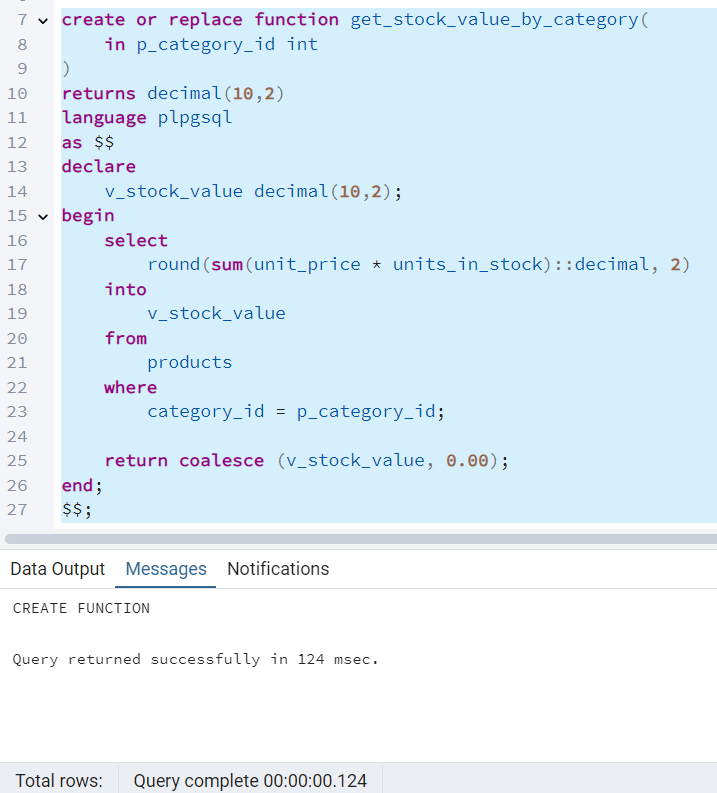 7 create or replace function get_stock_value_by_category(
8 in p_category_id int
9 )
10 returns decimal(10,2)
11 language plpgsql
12 as $$
13 declare
14 v_stock_value decimal(10,2);
15 begin
16 select
17 round(sum(unit_price * units_in_stock)::decimal, 2)
18 into
19 v_stock_value
20 from
21 products
22 where
23 category_id = p_category_id;
24
25 return coalesce (v_stock_value, 0.00);
26 end;
27 $$;
Data Output Messages Notifications
CREATE FUNCTION
Query returned successfully in 124 msec.
Total rows: Query complete 00:00:00.124